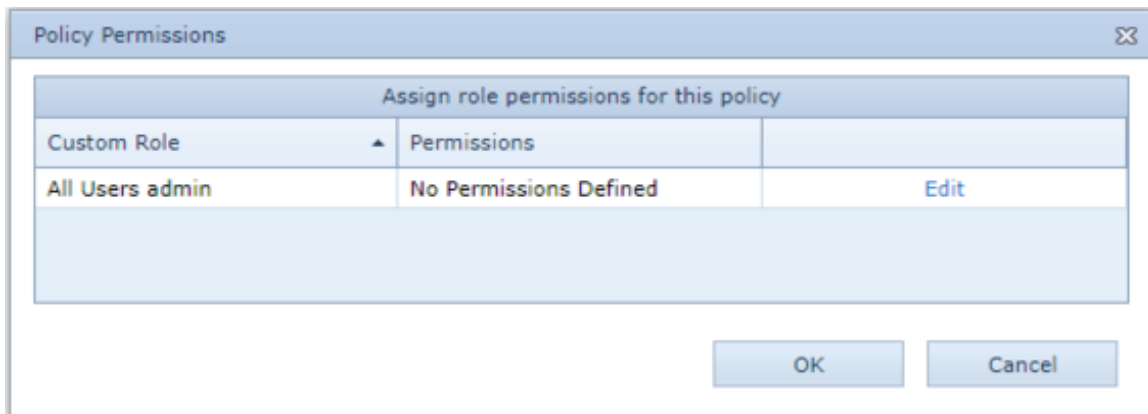 Policy Permissions
Assign role permissions for this policy
Custom Role Permissions
All Users admin No Permissions Defined Edit
OK Cancel